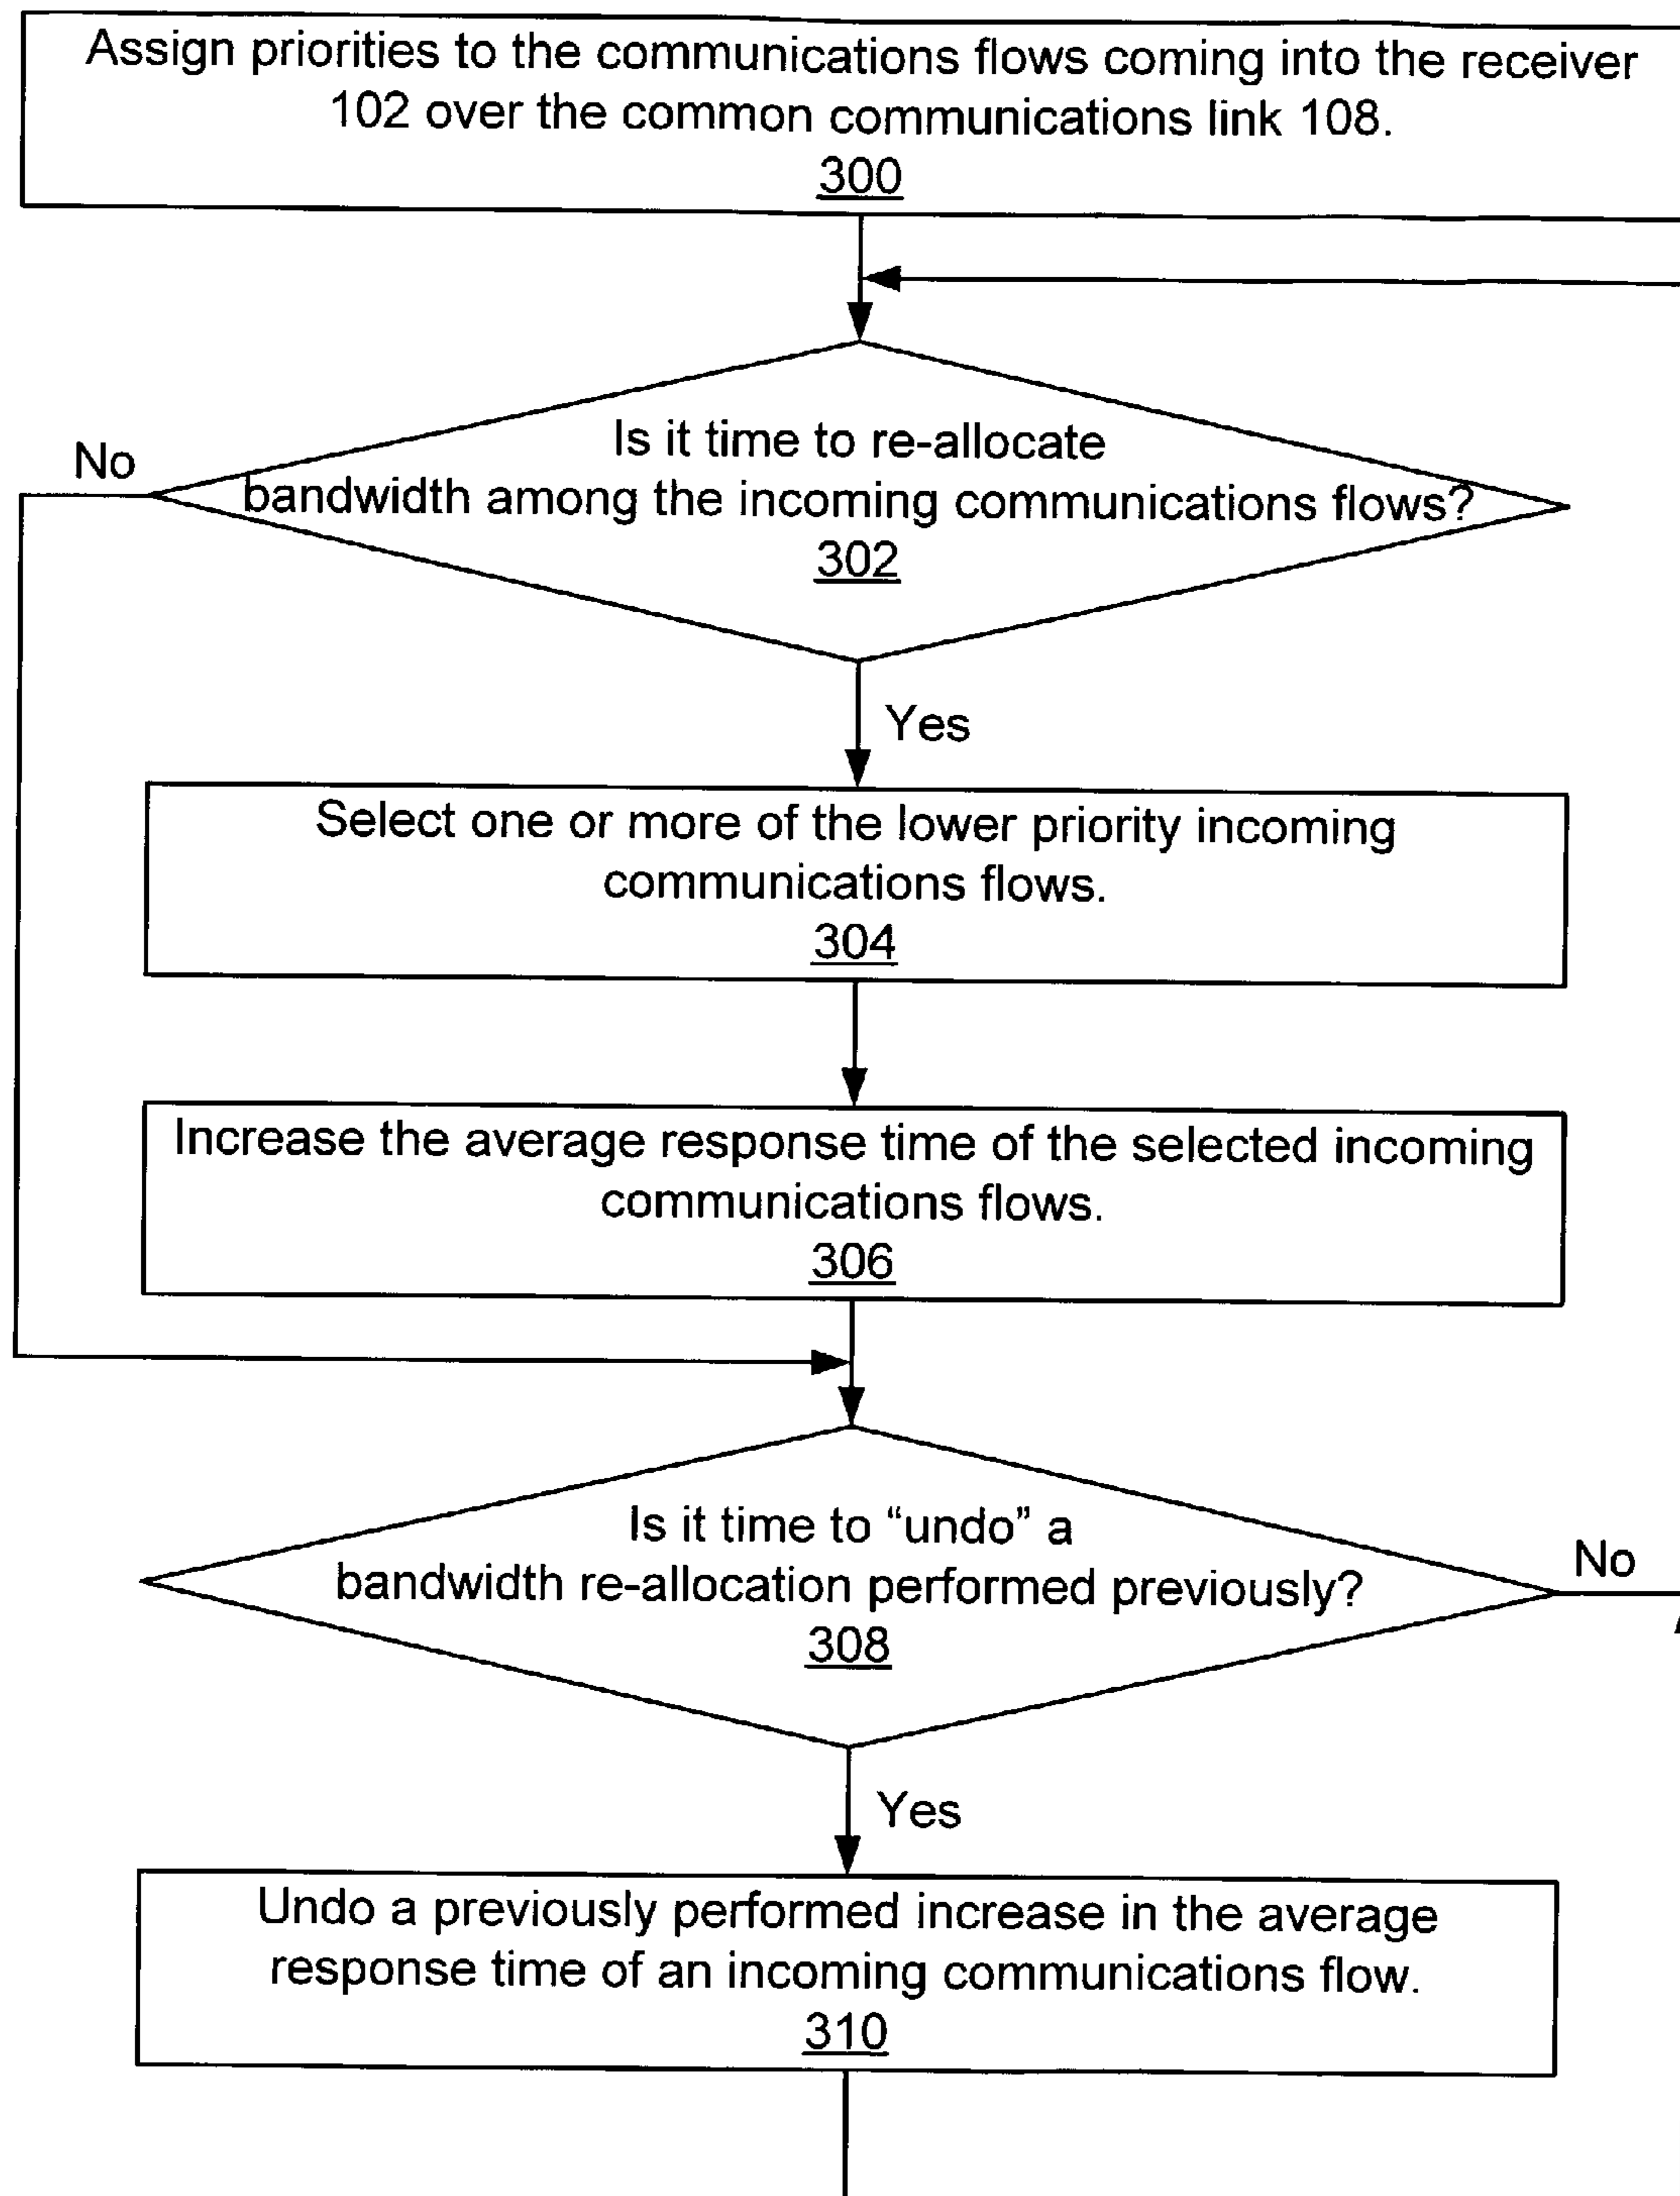 Assign priorities to the communications flows coming into the receiver
102 over the common communications link 108.
300
Is it time to re-allocate
No
bandwidth among the incoming communications flows?
302
Yes
Select one or more of the lower priority incoming
communications flows.
304
Increase the average response time of the selected incoming
communications flows.
306
Is it time to “undo” a
bandwidth re-allocation performed previously?
No
308
Yes
Undo a previously performed increase in the average
response time of an incoming communications flow.
310